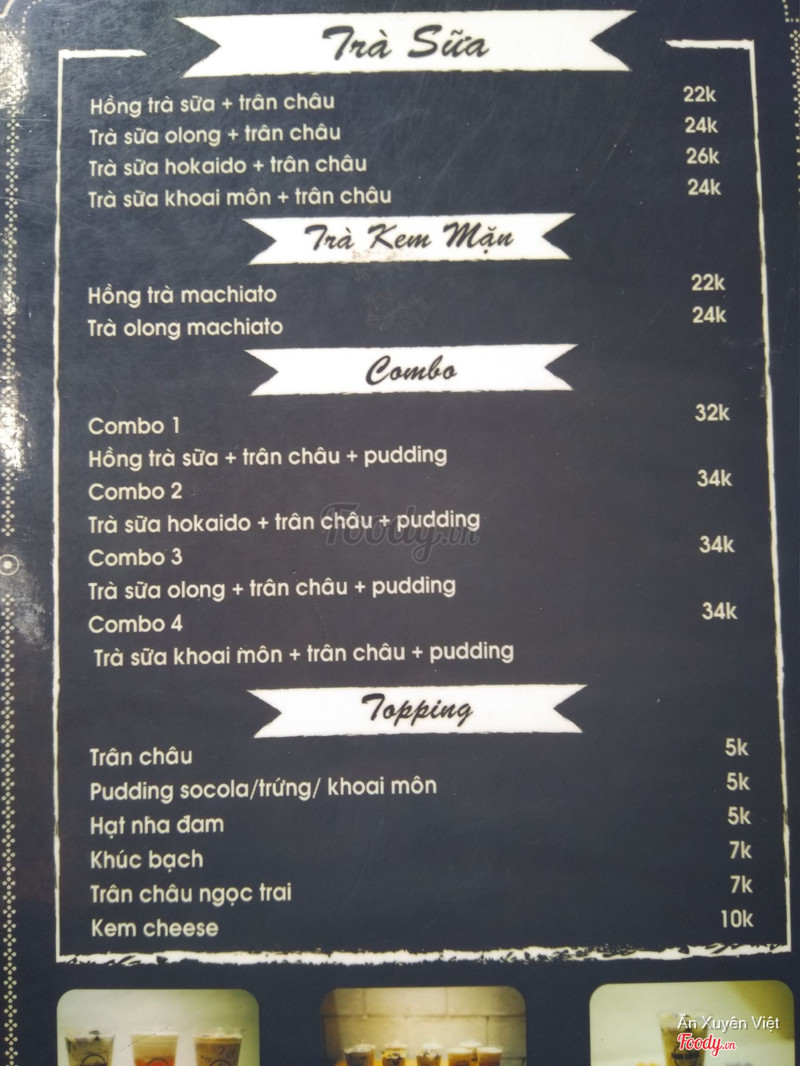 Trà Sữa
Hồng trà sữa + trân châu 22k
Trà sữa olong + trân châu 24k
Trà sữa hokaido + trân châu 26k
Trà sữa khoai môn + trân châu 24k
Trà Kem Mặn
Hồng trà machiato 22k
Trà olong machiato 24k
Combo
Combo 1 32k
Hồng trà sữa + trân châu + pudding
Combo 2 34k
Trà sữa hokaido + trân châu + pudding
Foody.vn
Combo 3 34k
Trà sữa olong + trân châu + pudding
Combo 4 34k
Trà sữa khoai môn + trân châu + pudding
Topping
Trân châu 5k
Pudding socola/trứng/ khoai môn 5k
Hạt nha đam 5k
Khúc bạch 7k
Trân châu ngọc trai 7k
Kem cheese 10k
Ăn Xuyên Việt
Foody.vn